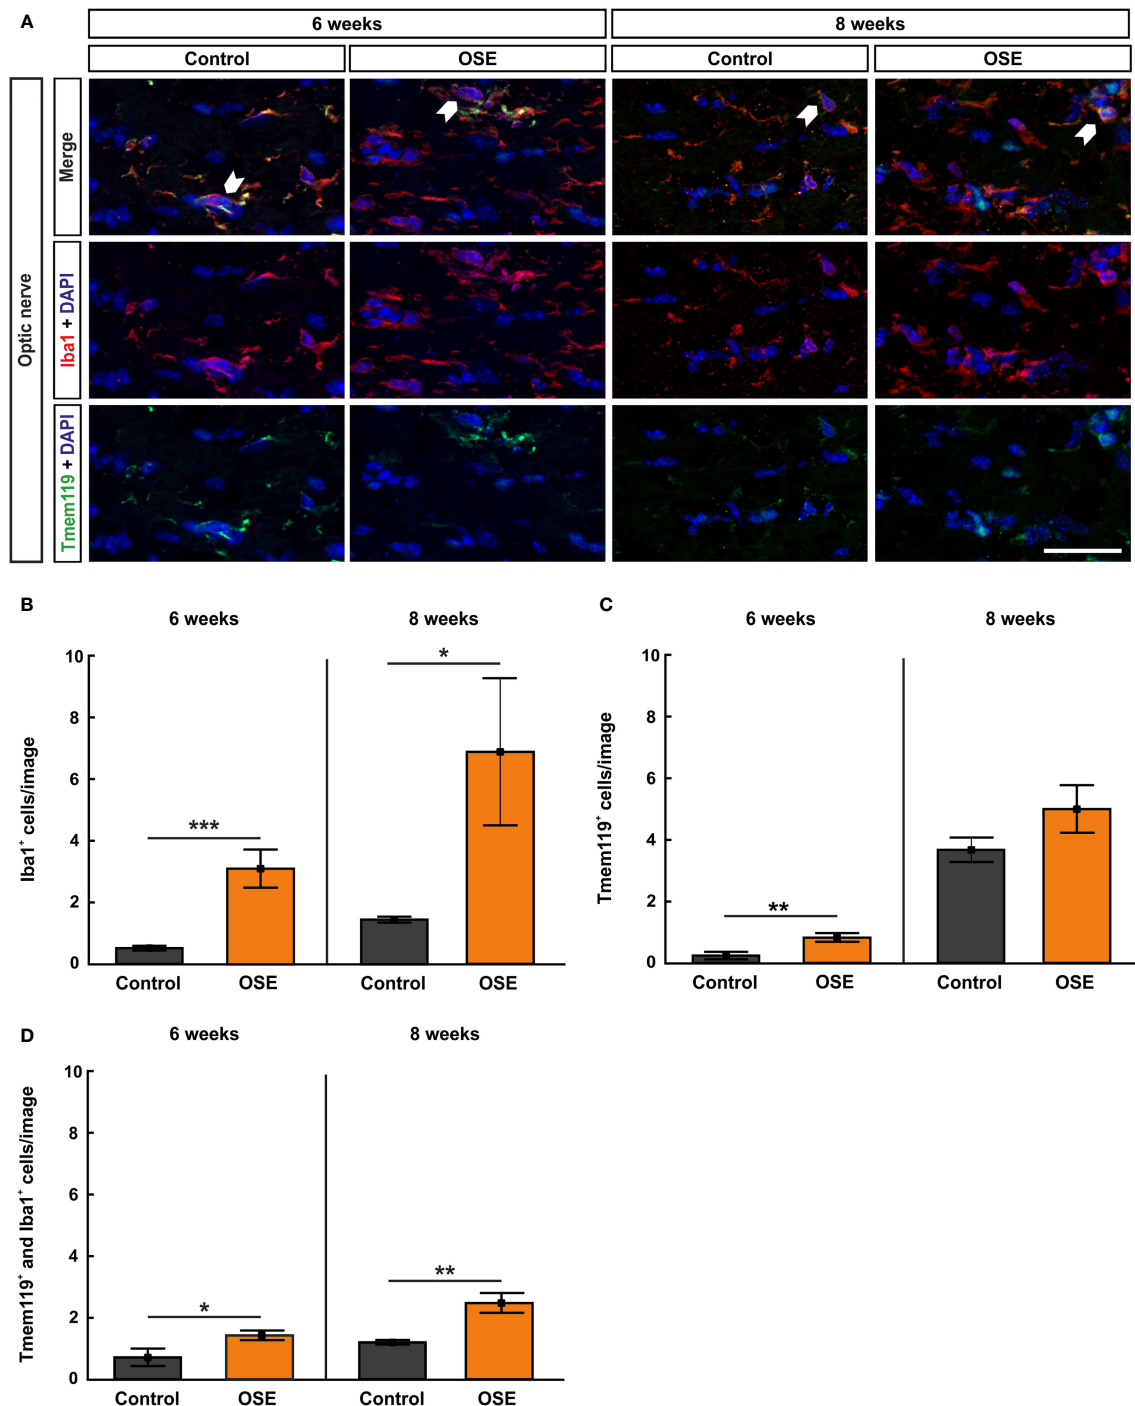 A
6 weeks
8 weeks
Control
OSE
Control
OSE
Optic nerve
Merge
Iba1 + DAPI
Tmem119 + DAPI
B
6 weeks
8 weeks
Iba1⁺ cells/image
10
8
6
4
2
0
***
*
Control
OSE
Control
OSE
C
6 weeks
8 weeks
Tmem119⁺ cells/image
10
8
6
4
2
0
**
Control
OSE
Control
OSE
D
6 weeks
8 weeks
Tmem119⁺ and Iba1⁺ cells/image
10
8
6
4
2
0
*
**
Control
OSE
Control
OSE